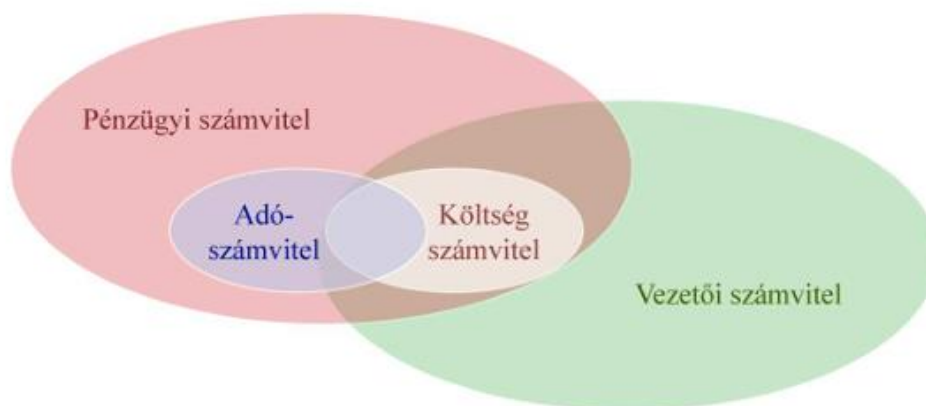 Pénzügyi számvitel
Adó-
számvitel
Költség
számvitel
Vezetői számvitel